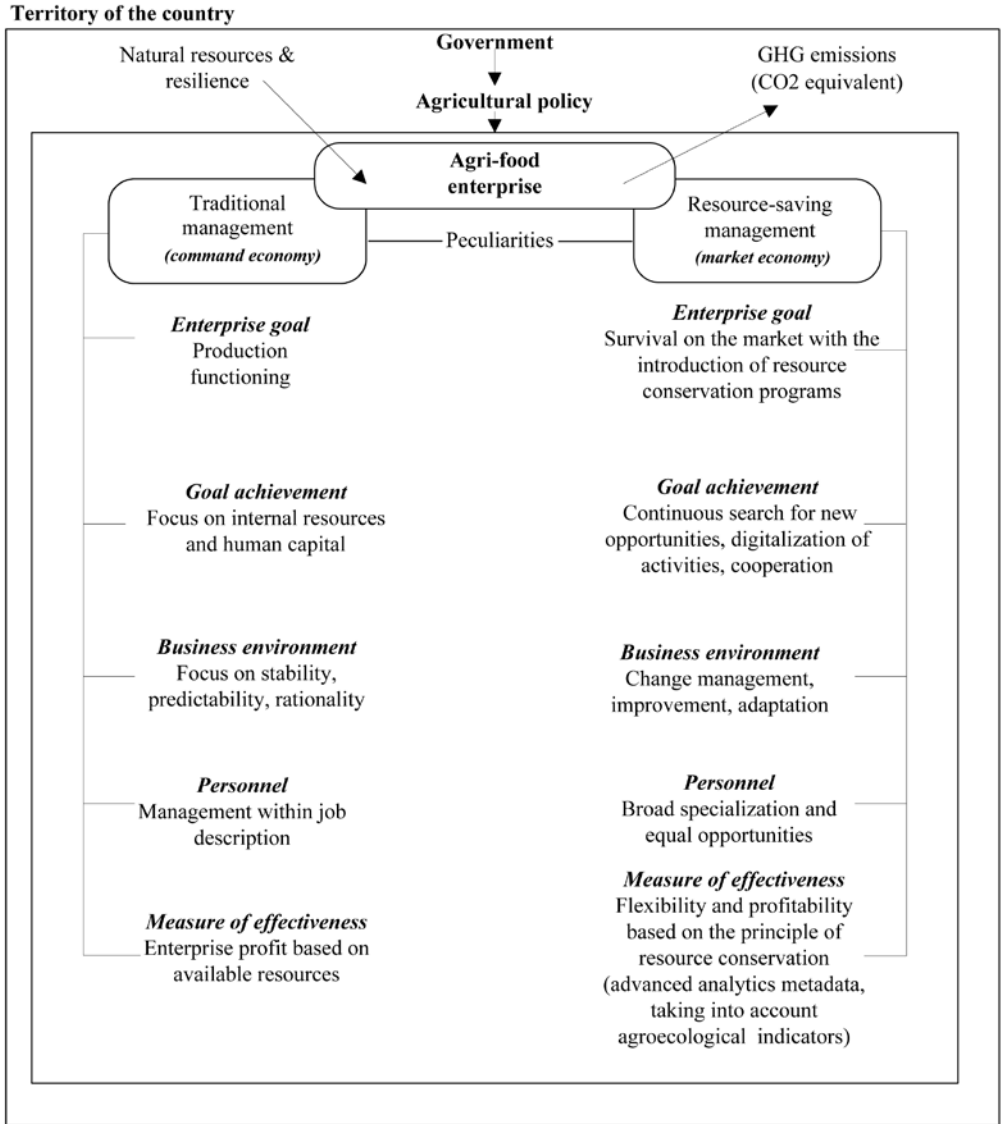 Territory of the country
Natural resources &
resilience
Government
GHG emissions
(CO2 equivalent)
Agricultural policy
Agri-food
enterprise
Traditional
management
(command economy)
Peculiarities
Resource-saving
management
(market economy)
Enterprise goal
Production
functioning
Enterprise goal
Survival on the market with the
introduction of resource
conservation programs
Goal achievement
Focus on internal resources
and human capital
Goal achievement
Continuous search for new
opportunities, digitalization of
activities, cooperation
Business environment
Focus on stability,
predictability, rationality
Business environment
Change management,
improvement, adaptation
Personnel
Management within job
description
Personnel
Broad specialization and
equal opportunities
Measure of effectiveness
Enterprise profit based on
available resources
Measure of effectiveness
Flexibility and profitability
based on the principle of
resource conservation
(advanced analytics metadata,
taking into account
agroecological indicators)